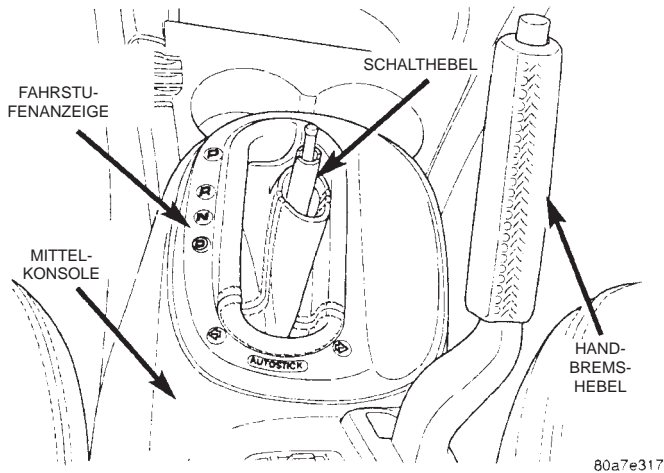 SCHALTHEBEL
FAHRSTU-
FENANZEIGE
P
R
N
D
MITTEL-
KONSOLE
AUTOSTICK
HAND-
BREMS-
HEBEL
80a7e317